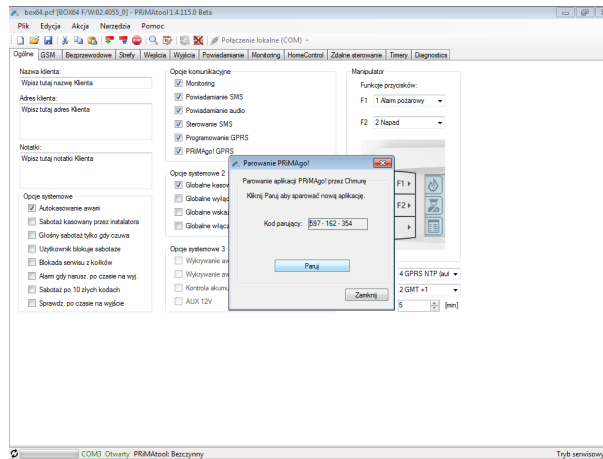 box64.pcf [BOX64 F/W:02.4055_0] - PRiMAtool 1.4.115.0 Beta
Plik Edycja Akcja Narzędzia Pomoc
Połączenie lokalne (COM)
Ogólne GSM Bezprzewodowe Strefy Wejścia Wyjścia Powiadamianie Monitoring HomeControl Zdalne sterowanie Timery Diagnostics
Nazwa klienta:
Wpisz tutaj nazwę Klienta
Adres klienta:
Wpisz tutaj adres Klienta
Notatki:
Wpisz tutaj notatki Klienta
Opcje systemowe
Autokasowanie awarii
Sabotaż kasowany przez instalatora
Głośny sabotaż tylko gdy czuwa
Użytkownik blokuje sabotaże
Blokada serwisu z kołków
Alarm gdy narusz. po czasie na wyj.
Sabotaż po 10 złych kodach
Sprawdz. po czasie na wyjście
Opcje komunikacyjne
Monitoring
Powiadamianie SMS
Powiadamianie audio
Sterowanie SMS
Programowanie GPRS
PRiMAgo! GPRS
Opcje systemowe 2
Globalne kasow
Globalne wyłąc
Globalne wskaz
Globalne włącz
Opcje systemowe 3
Wykrywanie aw
Wykrywanie aw
Kontrola akumu
AUX 12V
Manipulator
Funkcje przycisków:
F1 1 Alarm pożarowy
F2 2 Napad
F1
F2
4 GPRS NTP (aut
2 GMT +1
5 [min]
Parowanie PRiMAgo!
Parowanie aplikacji PRiMAgo! przez Chmurę
Kliknij Paruj aby sparować nową aplikację.
Kod parujący: 597 - 162 - 354
Paruj
Zamknij
COM3 Otwarty PRiMAtool: Bezczynny
Tryb serwisowy